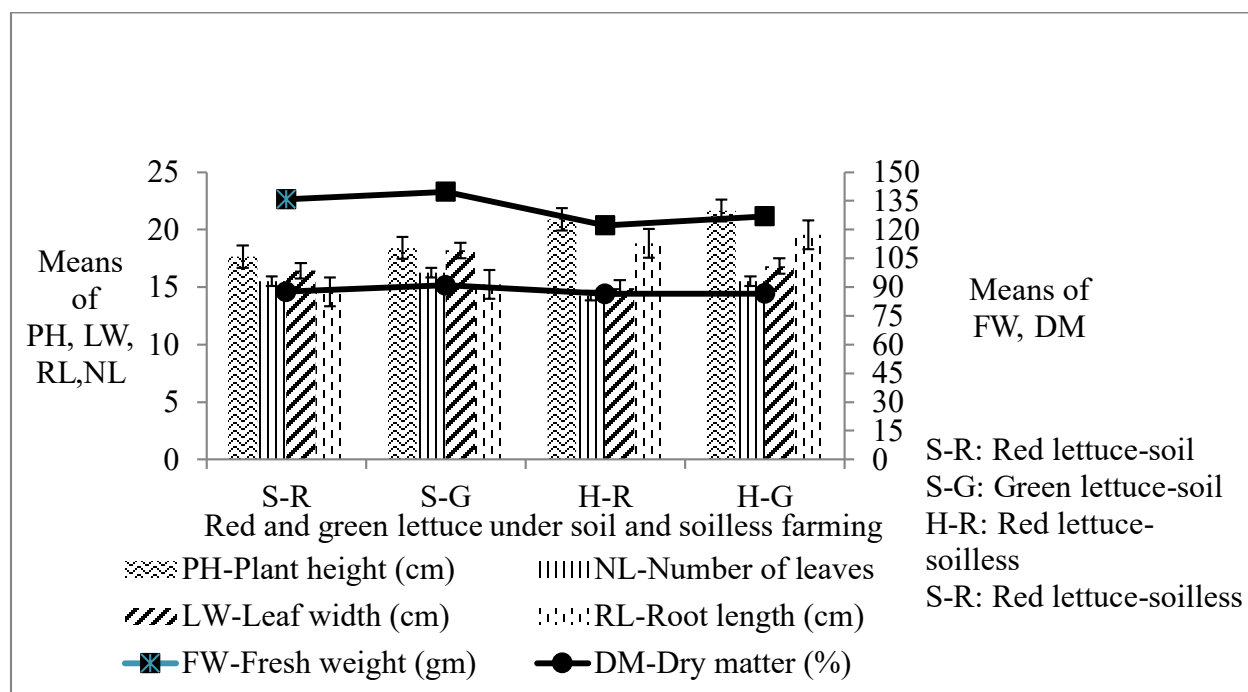 25
20
15
10
5
0
Means
of
PH, LW,
RL,NL
150
135
120
105
90
75
60
45
30
15
0
Means of
FW, DM
S-R S-G H-R H-G
Red and green lettuce under soil and soilless farming
PH-Plant height (cm) NL-Number of leaves
LW-Leaf width (cm) RL-Root length (cm)
FW-Fresh weight (gm) DM-Dry matter (%)
S-R: Red lettuce-soil
S-G: Green lettuce-soil
H-R: Red lettuce-
soilless
S-R: Red lettuce-soilless